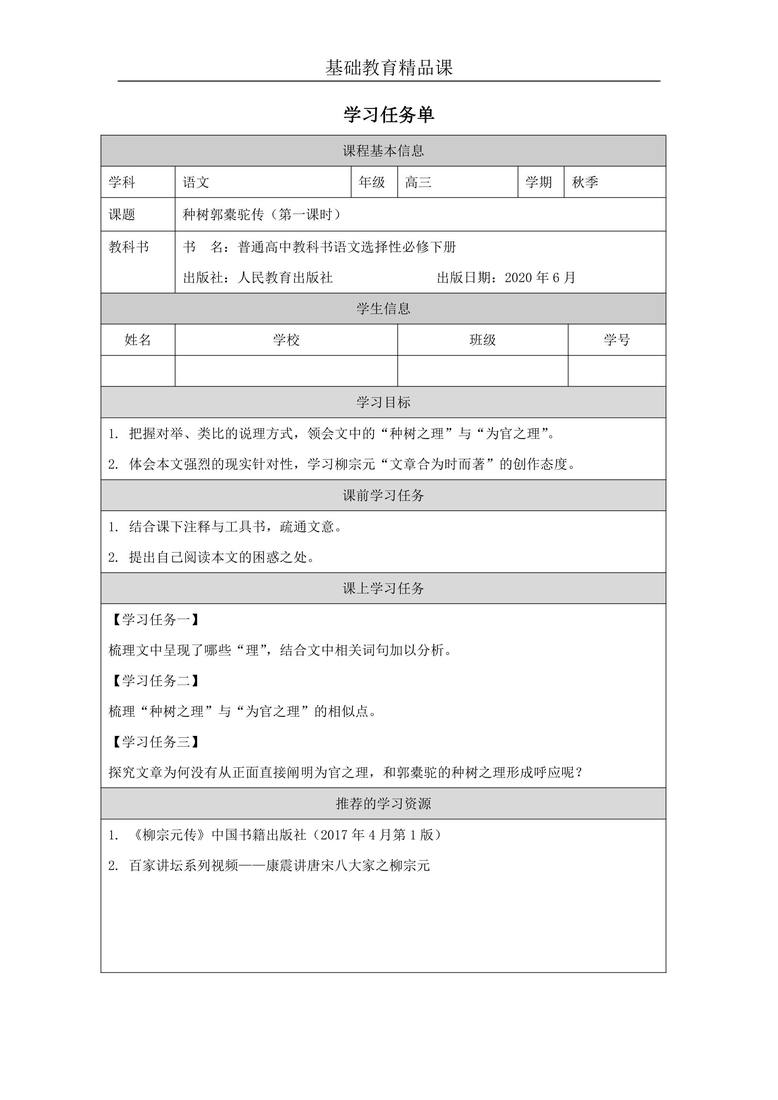 基础教育精品课
学习任务单
课程基本信息
学科 语文 年级 高三 学期 秋季
课题 种树郭橐驼传（第一课时）
教科书 书 名：普通高中教科书语文选择性必修下册
出版社：人民教育出版社 出版日期：2020 年 6 月
学生信息
姓名 学校 班级 学号
学习目标
1. 把握对举、类比的说理方式，领会文中的“种树之理”与“为官之理”。
2. 体会本文强烈的现实针对性，学习柳宗元“文章合为时而著”的创作态度。
课前学习任务
1. 结合课下注释与工具书，疏通文意。
2. 提出自己阅读本文的困惑之处。
课上学习任务
【学习任务一】
梳理文中呈现了哪些“理”，结合文中相关词句加以分析。
【学习任务二】
梳理“种树之理”与“为官之理”的相似点。
【学习任务三】
探究文章为何没有从正面直接阐明为官之理，和郭橐驼的种树之理形成呼应呢？
推荐的学习资源
1. 《柳宗元传》中国书籍出版社（2017 年 4 月第 1 版）
2. 百家讲坛系列视频——康震讲唐宋八大家之柳宗元